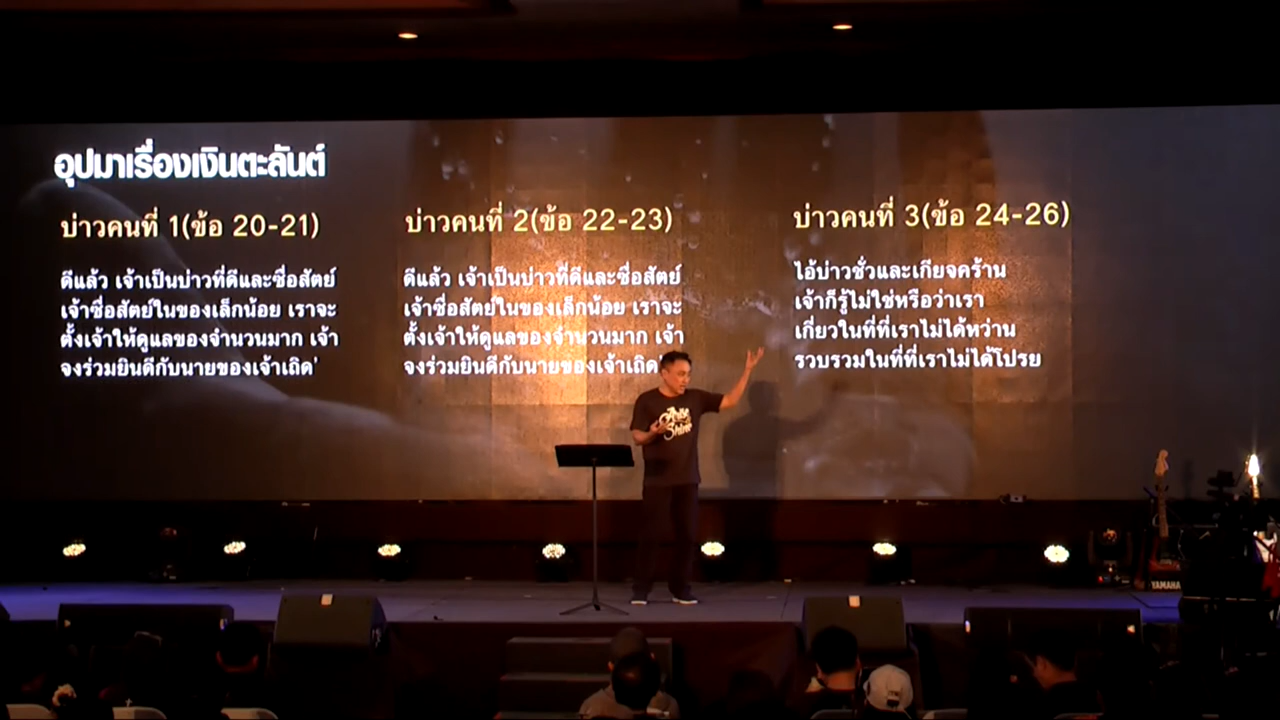 อุปมาเรื่องเงินตะลันต์
บ่าวคนที่ 1(ข้อ 20-21)
ดีแล้ว เจ้าเป็นบ่าวที่ดีและซื่อสัตย์
เจ้าซื่อสัตย์ในของเล็กน้อย เราจะ
ตั้งเจ้าให้ดูแลของจำนวนมาก เจ้า
จงร่วมยินดีกับนายของเจ้าเถิด'
บ่าวคนที่ 2(ข้อ 22-23)
ดีแล้ว เจ้าเป็นบ่าวที่ดีและซื่อสัตย์
เจ้าซื่อสัตย์ในของเล็กน้อย เราจะ
ตั้งเจ้าให้ดูแลของจำนวนมาก เจ้า
จงร่วมยินดีกับนายของเจ้าเถิด'
บ่าวคนที่ 3(ข้อ 24-26)
ไอ้บ่าวชั่วและเกียจคร้าน
เจ้าก็รู้ไม่ใช่หรือว่าเรา
เกี่ยวในที่ที่เราไม่ได้หว่าน
รวบรวมในที่ที่เราไม่ได้โปรย
Arise
Shine
YAMAHA